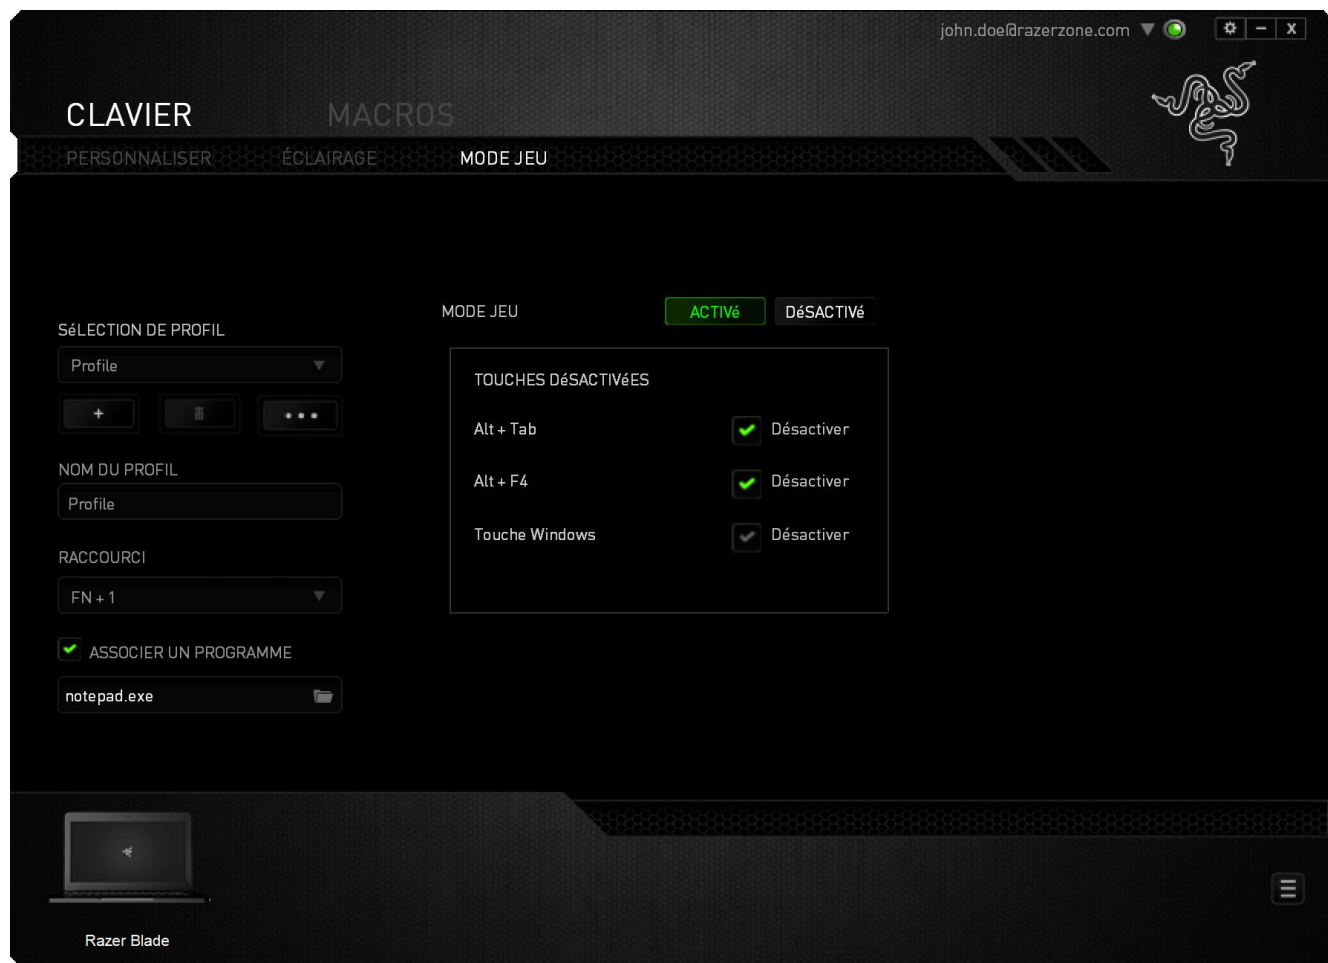 john.doe@razerzone.com
X
CLAVIER
MACROS
PERSONNALISER
ÉCLAIRAGE
MODE JEU
MODE JEU
ACTIVé
DéSACTIVé
SéLECTION DE PROFIL
Profile
+
NOM DU PROFIL
Profile
RACCOURCI
FN + 1
ASSOCIER UN PROGRAMME
notepad.exe
TOUCHES DéSACTIVéES
Alt + Tab
Désactiver
Alt + F4
Désactiver
Touche Windows
Désactiver
Razer Blade